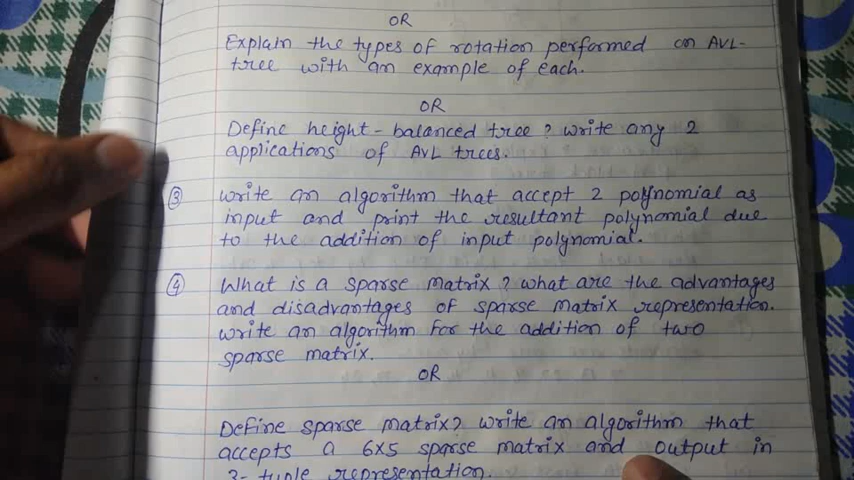 OR
Explain the types of rotation performed on AVL-
tree with an example of each.
OR
Define height-balanced tree? write any 2
applications of AVL trees.
③ write an algorithm that accept 2 polynomial as
input and print the resultant polynomial due
to the addition of input polynomial.
④ What is a sparse matrix? what are the advantages
and disadvantages of sparse matrix representation.
write an algorithm for the addition of two
sparse matrix.
OR
Define sparse matrix? write an algorithm that
accepts a 6x5 sparse matrix and output in
3-tuple representation.